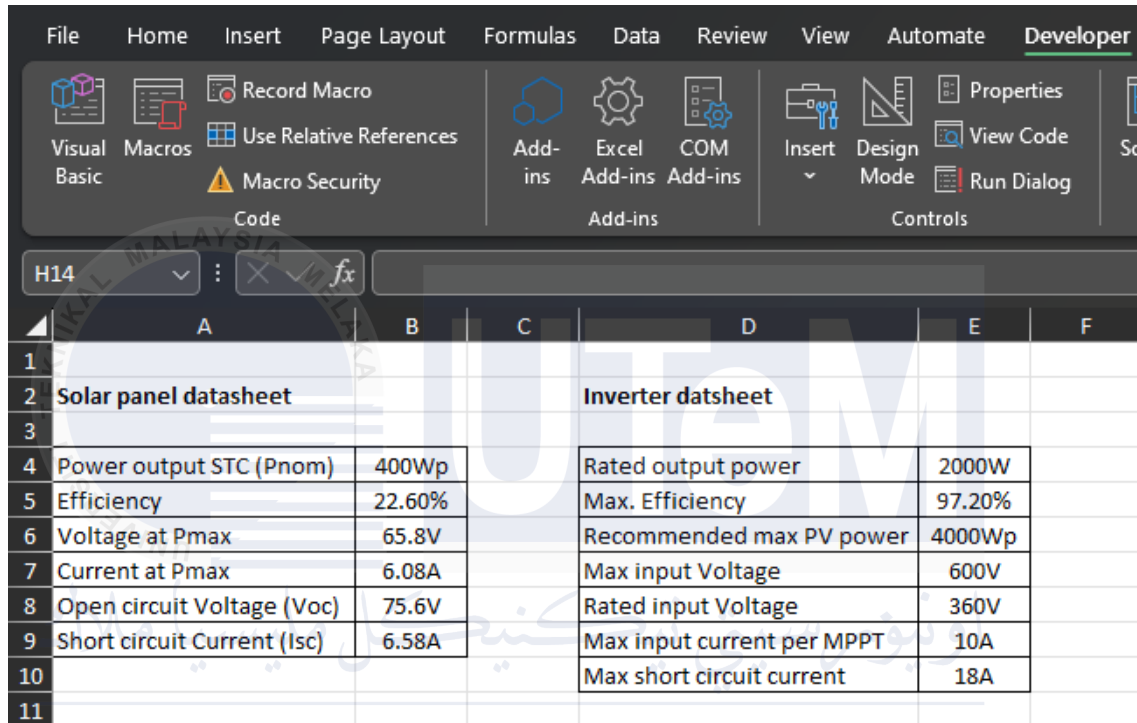 File Home Insert Page Layout Formulas Data Review View Automate Developer
Visual Basic
Macros
Record Macro
Use Relative References
Macro Security
Code
Add-ins
Excel Add-ins
COM Add-ins
Add-ins
Insert
Design Mode
Properties
View Code
Run Dialog
Controls
H14 fx
A B C D E F
1
2 Solar panel datasheet Inverter datsheet
3
4 Power output STC (Pnom) 400Wp Rated output power 2000W
5 Efficiency 22.60% Max. Efficiency 97.20%
6 Voltage at Pmax 65.8V Recommended max PV power 4000Wp
7 Current at Pmax 6.08A Max input Voltage 600V
8 Open circuit Voltage (Voc) 75.6V Rated input Voltage 360V
9 Short circuit Current (Isc) 6.58A Max input current per MPPT 10A
10 Max short circuit current 18A
11
UTeM
MALAYSIA MELAKA